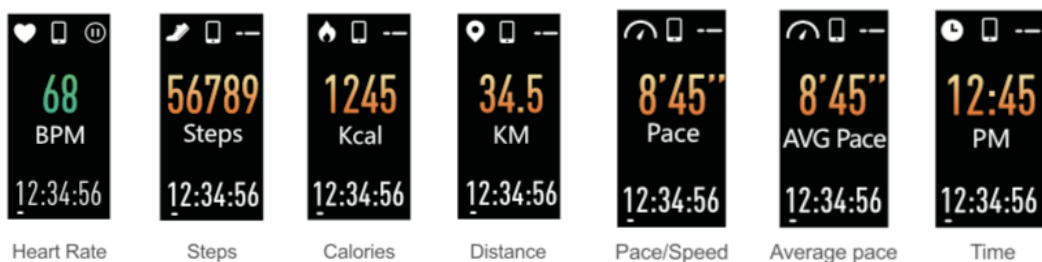 68
BPM
12:34:56
Heart Rate
56789
Steps
12:34:56
Steps
1245
Kcal
12:34:56
Calories
34.5
KM
12:34:56
Distance
8'45''
Pace
12:34:56
Pace/Speed
8'45''
AVG Pace
12:34:56
Average pace
12:45
PM
12:34:56
Time